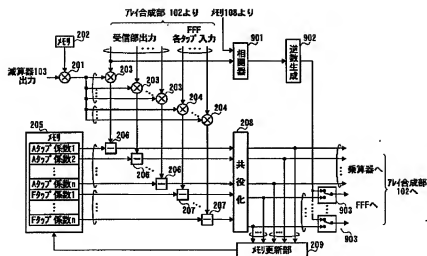 アレイ合成部 102より メモリ108より
202
メモリ
受信部出力
FFF
各タップ入力
901
902
減算器103
出力
201
203
203
203
204
204
相関器
逆数生成
205
メモリ
206
208
Aタップ係数1
Aタップ係数2
Aタップ係数n
Fタップ係数1
Fタップ係数n
206
206
207
207
共役化
乗算器へ
アレイ合成部
102へ
FFFへ
903
903
メモリ更新部
209